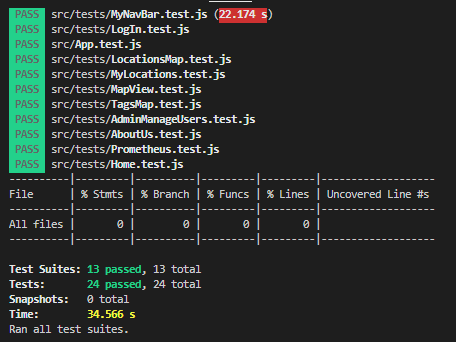 PASS src/tests/MyNavBar.test.js (22.174 s)
PASS src/tests/LogIn.test.js
PASS src/App.test.js
PASS src/tests/LocationsMap.test.js
PASS src/tests/MyLocations.test.js
PASS src/tests/MapView.test.js
PASS src/tests/TagsMap.test.js
PASS src/tests/AdminManageUsers.test.js
PASS src/tests/AboutUs.test.js
PASS src/tests/Prometheus.test.js
PASS src/tests/Home.test.js
----------|---------|----------|---------|---------|-------------------
File      | % Stmts | % Branch | % Funcs | % Lines | Uncovered Line #s
----------|---------|----------|---------|---------|-------------------
All files |       0 |        0 |       0 |       0 |
----------|---------|----------|---------|---------|-------------------
Test Suites: 13 passed, 13 total
Tests:       24 passed, 24 total
Snapshots:   0 total
Time:        34.566 s
Ran all test suites.